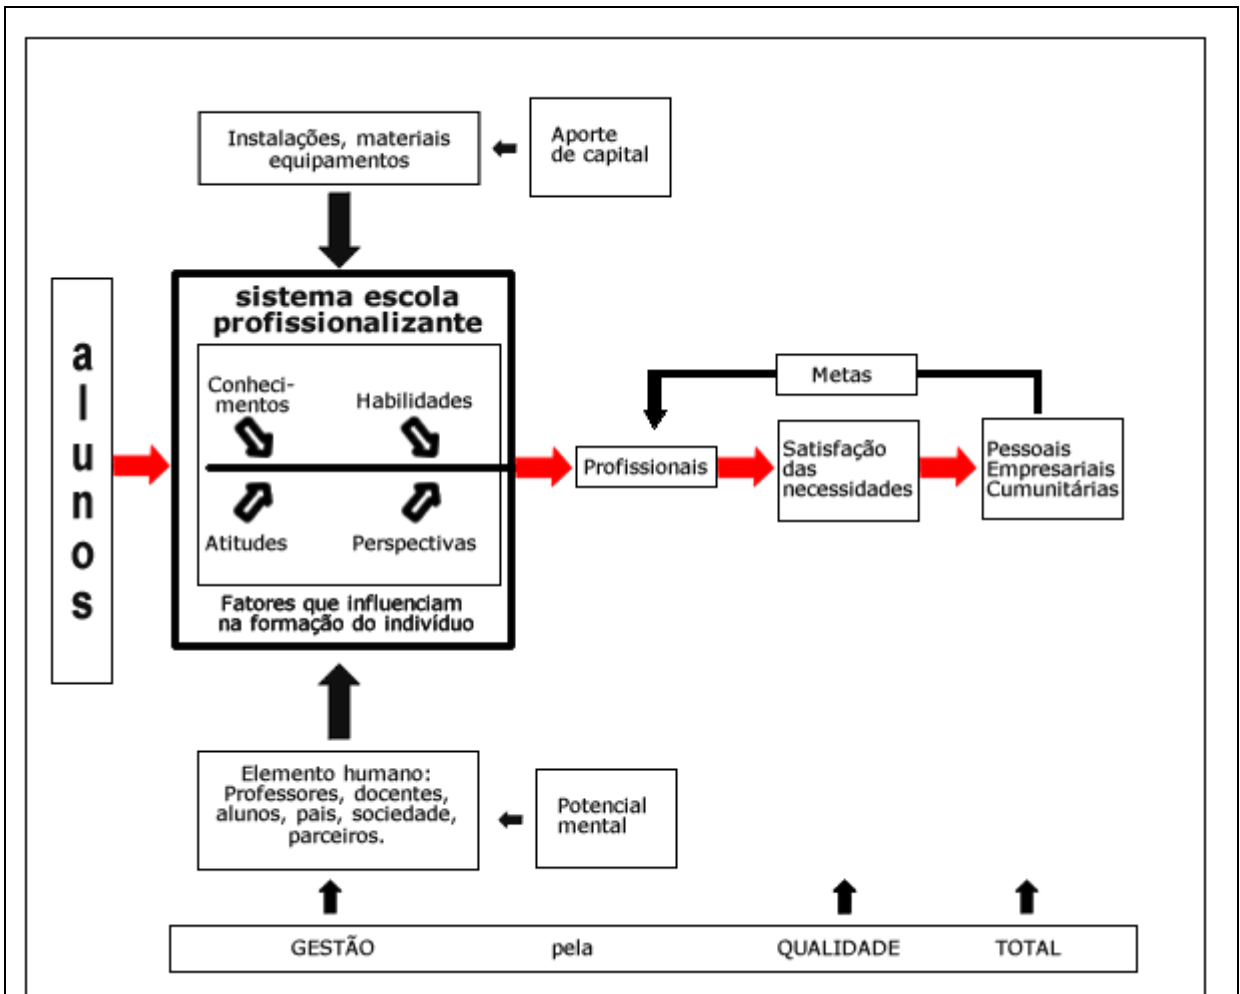 Instalações, materiais
equipamentos
Aporte
de capital
sistema escola
profissionalizante
alunos
Conheci-
mentos
Habilidades
Atitudes
Perspectivas
Fatores que influenciam
na formação do indivíduo
Metas
Profissionais
Satisfação
das
necessidades
Pessoais
Empresariais
Cumunitárias
Elemento humano:
Professores, docentes,
alunos, pais, sociedade,
parceiros.
Potencial
mental
GESTÃO pela QUALIDADE TOTAL